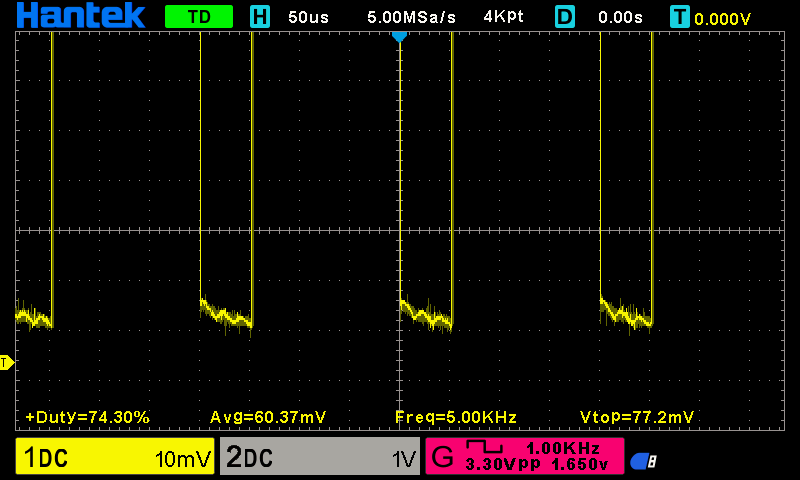 Hantek TD H 50us 5.00MSa/s 4Kpt D 0.00s T 0.000V
T
+Duty=74.30% Avg=60.37mV Freq=5.00KHz Vtop=77.2mV
1DC 10mV 2DC 1V G 1.00KHz
3.30Vpp 1.650v 8